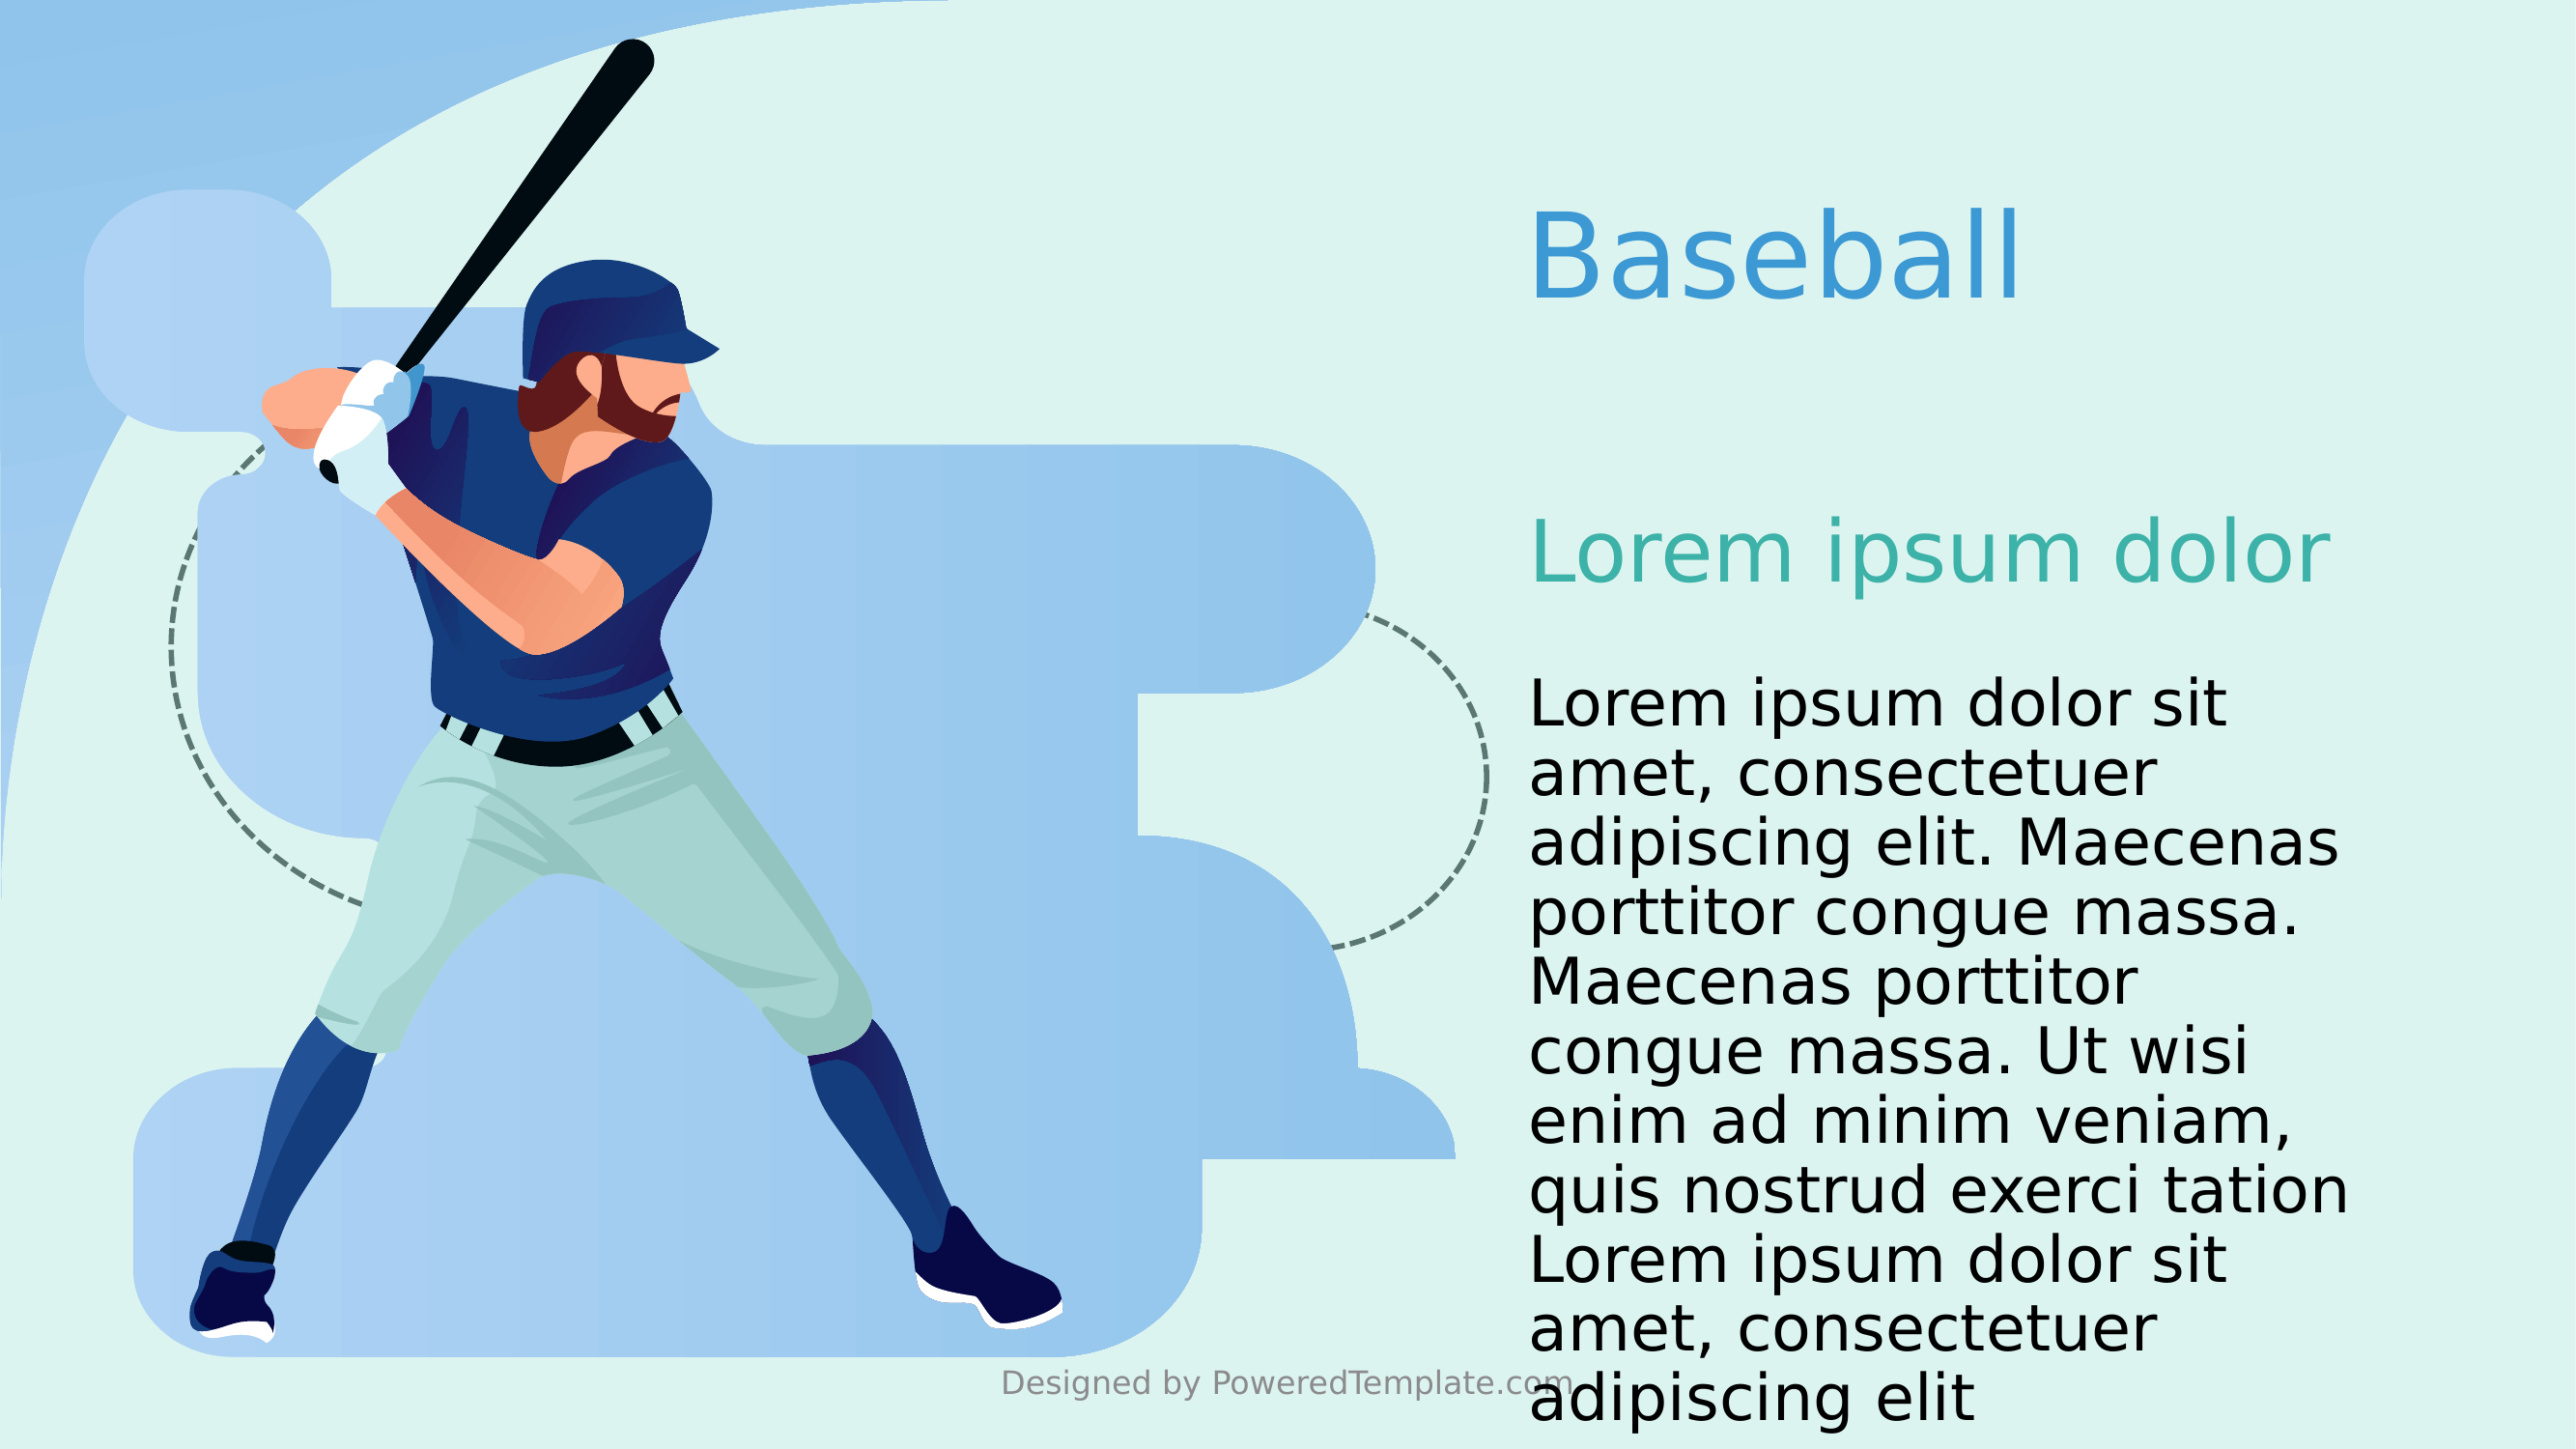 Baseball
Lorem ipsum dolor
Lorem ipsum dolor sit
amet, consectetuer
adipiscing elit. Maecenas
porttitor congue massa.
Maecenas porttitor
congue massa. Ut wisi
enim ad minim veniam,
quis nostrud exerci tation
Lorem ipsum dolor sit
amet, consectetuer
adipiscing elit
Designed by PoweredTemplate.com